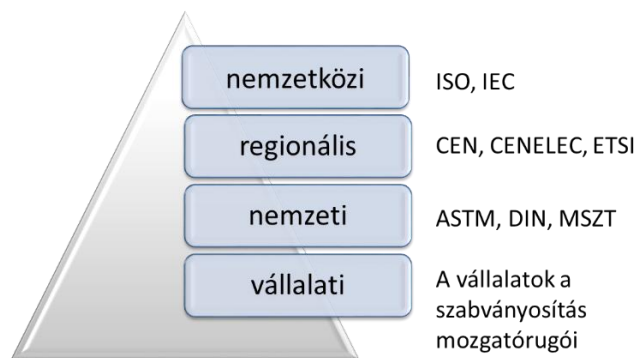 nemzetközi
ISO, IEC
regionális
CEN, CENELEC, ETSI
nemzeti
ASTM, DIN, MSZT
vállalati
A vállalatok a
szabványosítás
mozgatórugói